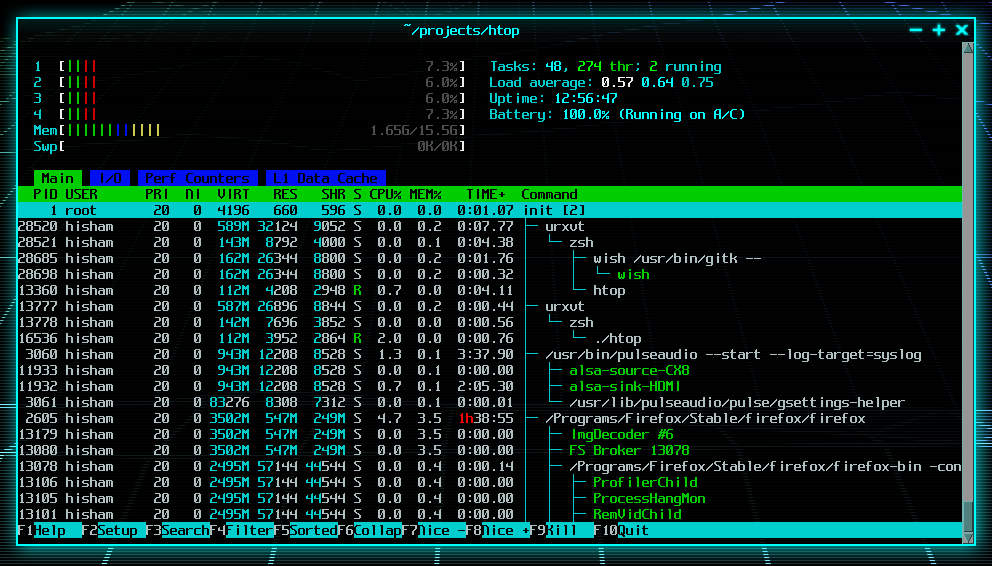 ~/projects/htop
1 [|||| 7.3%] Tasks: 48, 274 thr; 2 running
2 [|||| 6.0%] Load average: 0.57 0.64 0.75
3 [|||| 6.0%] Uptime: 12:56:47
4 [|||| 7.3%] Battery: 100.0% (Running on A/C)
Mem[|||||||||||| 1.65G/15.5G]
Swp[ 0K/0K]
Main I/O Perf Counters L1 Data Cache
PID USER PRI NI VIRT RES SHR S CPU% MEM% TIME+ Command
1 root 20 0 4196 660 596 S 0.0 0.0 0:01.07 init [2]
28520 hisham 20 0 589M 32124 9052 S 0.0 0.2 0:07.77 ├─ urxvt
28521 hisham 20 0 143M 8792 4000 S 0.0 0.1 0:04.38 │ └─ zsh
28685 hisham 20 0 162M 26344 8800 S 0.0 0.2 0:01.76 │ ├─ wish /usr/bin/gitk --
28698 hisham 20 0 162M 26344 8800 S 0.0 0.2 0:00.32 │ │ └─ wish
13360 hisham 20 0 112M 4208 2948 R 0.7 0.0 0:04.11 │ └─ htop
13777 hisham 20 0 587M 26896 8844 S 0.0 0.2 0:00.44 ├─ urxvt
13778 hisham 20 0 142M 7696 3852 S 0.0 0.0 0:00.56 │ └─ zsh
16536 hisham 20 0 112M 3952 2864 R 2.0 0.0 0:00.76 │ └─ ./htop
3060 hisham 20 0 943M 12208 8528 S 1.3 0.1 3:37.90 ├─ /usr/bin/pulseaudio --start --log-target=syslog
11933 hisham 20 0 943M 12208 8528 S 0.0 0.1 0:00.00 │ ├─ alsa-source-CX8
11932 hisham 20 0 943M 12208 8528 S 0.7 0.1 2:05.30 │ ├─ alsa-sink-HDMI
3061 hisham 20 0 83276 8308 7312 S 0.0 0.1 0:00.01 │ └─ /usr/lib/pulseaudio/pulse/gsettings-helper
2605 hisham 20 0 3502M 547M 249M S 4.7 3.5 1h38:55 ├─ /Programs/Firefox/Stable/firefox/firefox
13179 hisham 20 0 3502M 547M 249M S 0.0 3.5 0:00.00 │ ├─ ImgDecoder #6
13080 hisham 20 0 3502M 547M 249M S 0.0 3.5 0:00.00 │ ├─ FS Broker 13078
13078 hisham 20 0 2495M 57144 44544 S 0.0 0.4 0:00.14 │ ├─ /Programs/Firefox/Stable/firefox/firefox-bin -con
13106 hisham 20 0 2495M 57144 44544 S 0.0 0.4 0:00.00 │ │ ├─ ProfilerChild
13105 hisham 20 0 2495M 57144 44544 S 0.0 0.4 0:00.00 │ │ ├─ ProcessHangMon
13101 hisham 20 0 2495M 57144 44544 S 0.0 0.4 0:00.00 │ │ ├─ RemVidChild
F1Help F2Setup F3SearchF4FilterF5SortedF6CollapF7Nice -F8Nice +F9Kill F10Quit